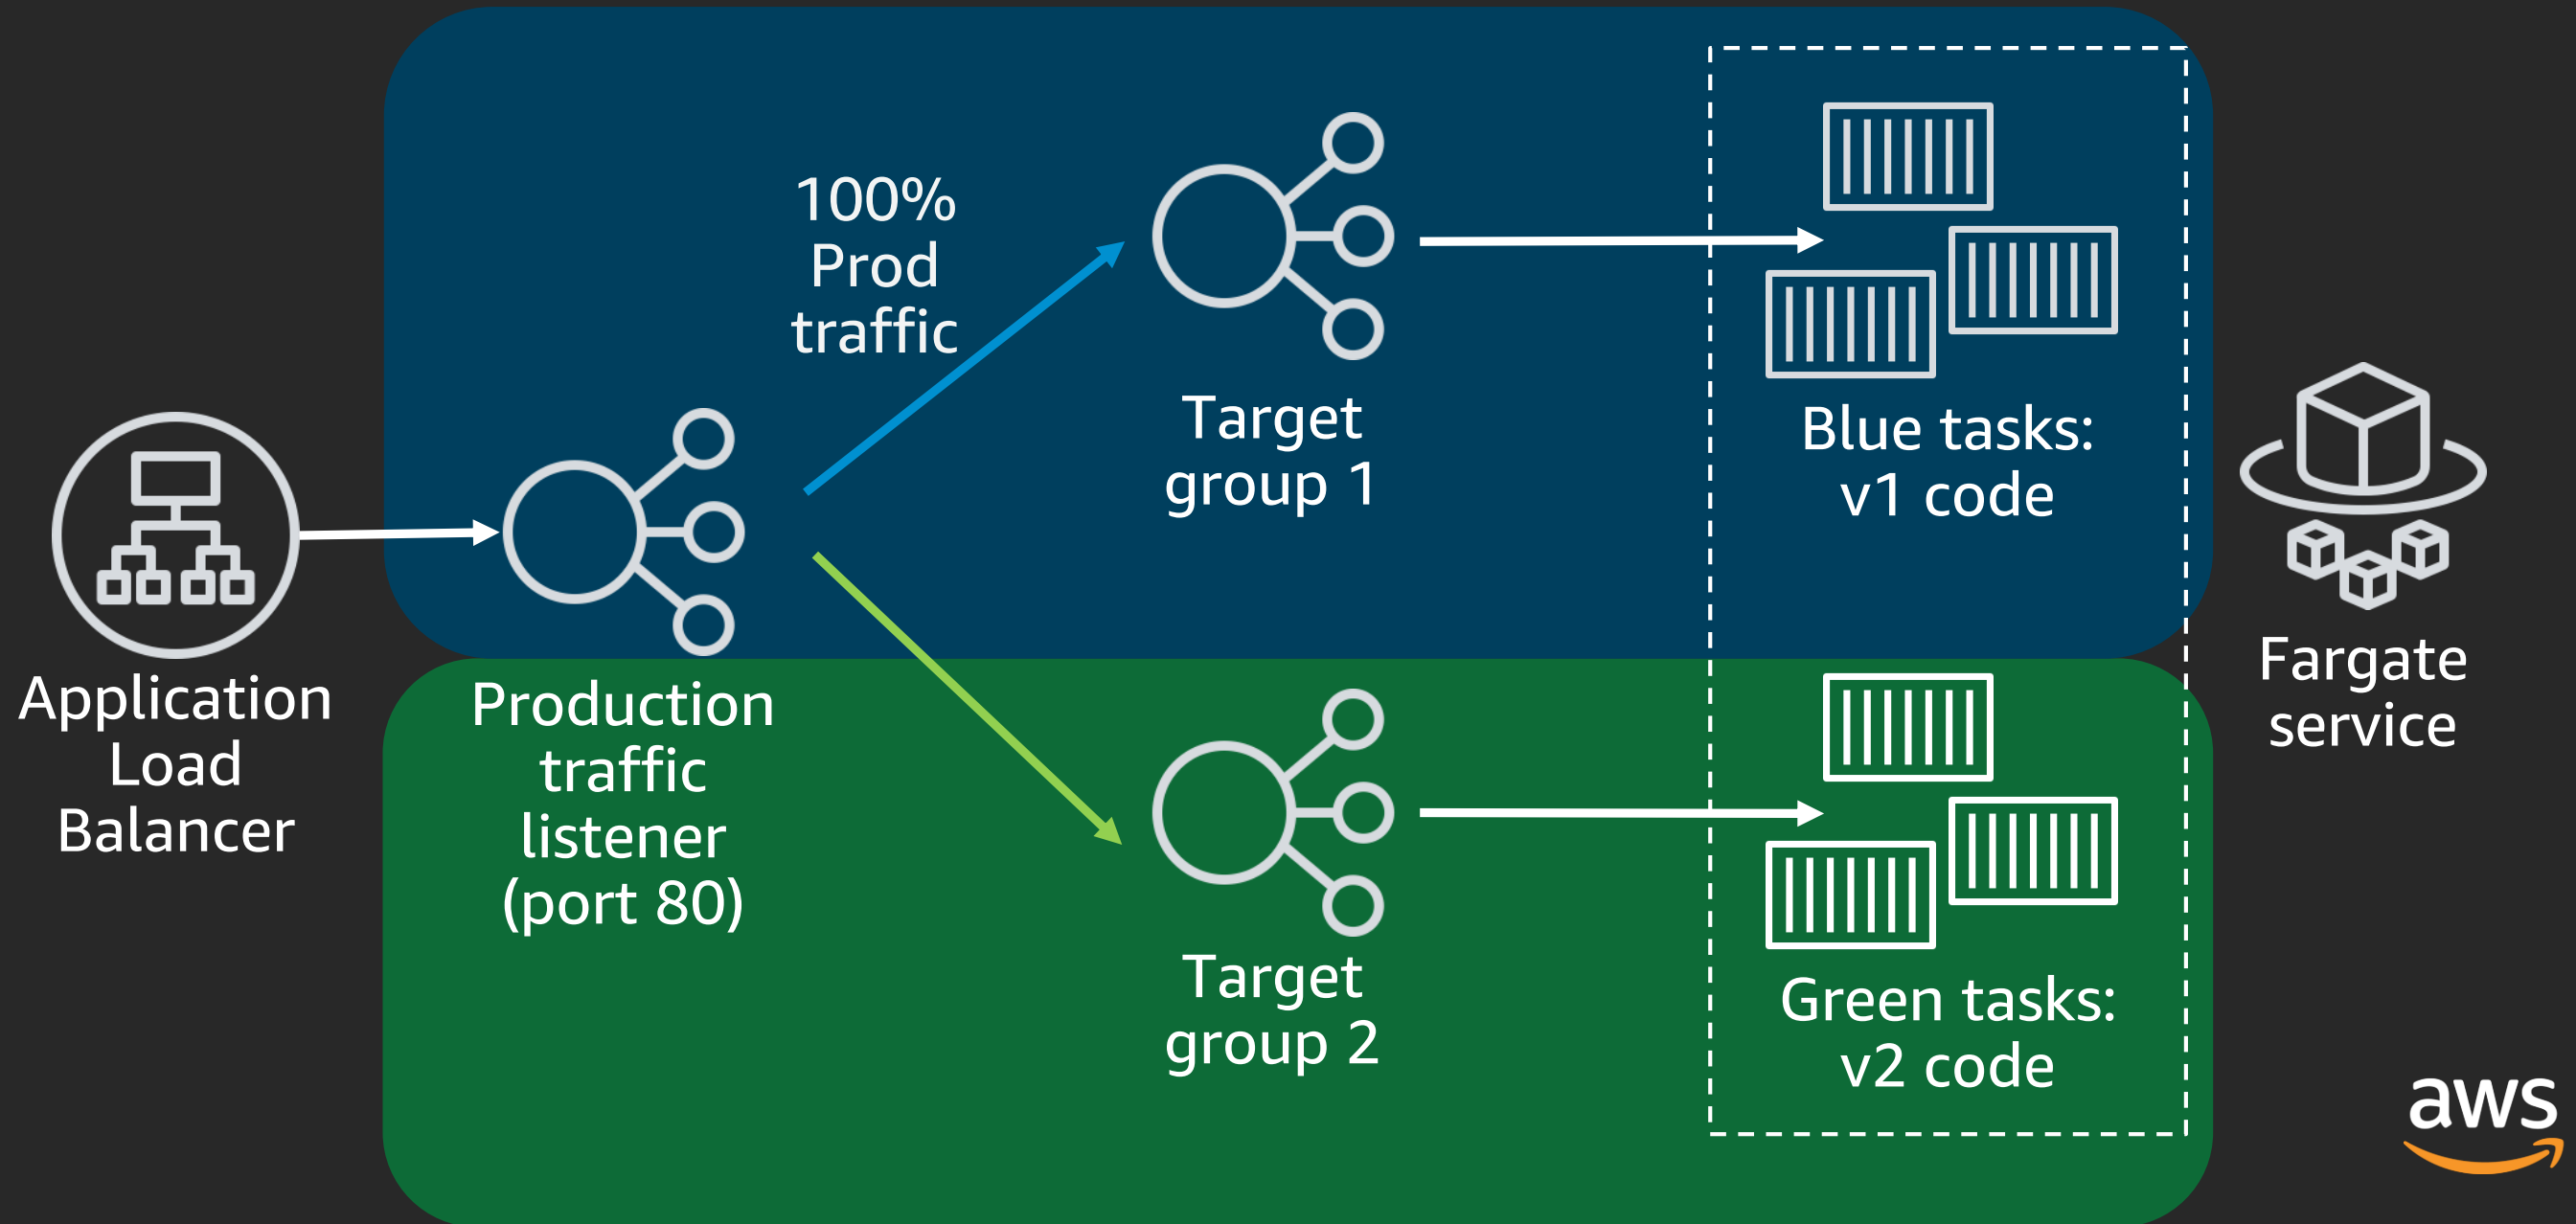 100%
Prod
traffic
Target
group 1
Blue tasks:
v1 code
Application
Load
Balancer
Production
traffic
listener
(port 80)
Fargate
service
Target
group 2
Green tasks:
v2 code
aws